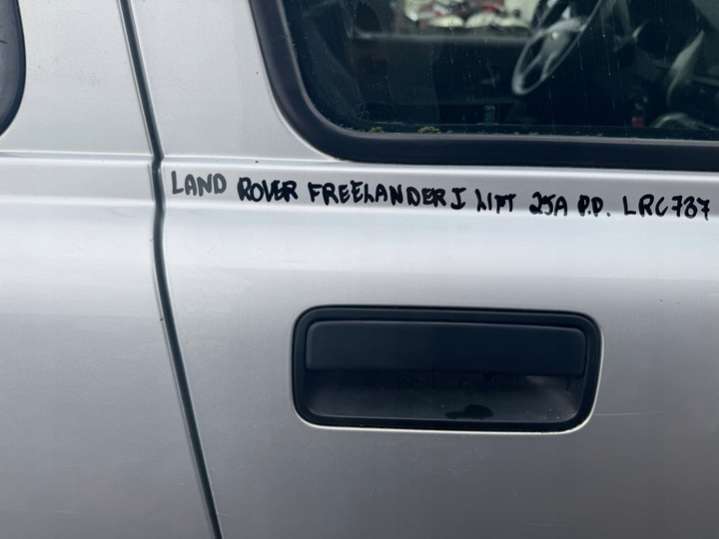 LAND ROVER FREELANDER I LIFT 25A P.P. LRC787